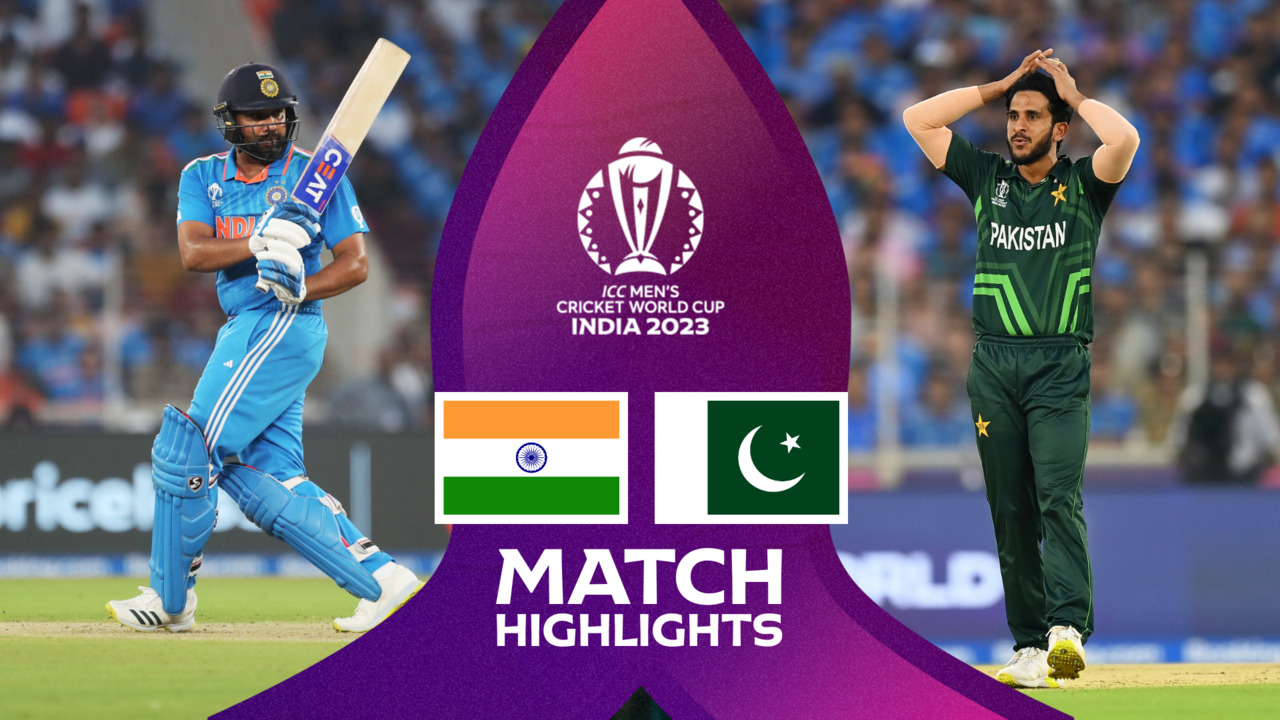 INDIA
CEAT
PAKISTAN
ICC MEN'S
CRICKET WORLD CUP
INDIA 2023
MATCH
HIGHLIGHTS